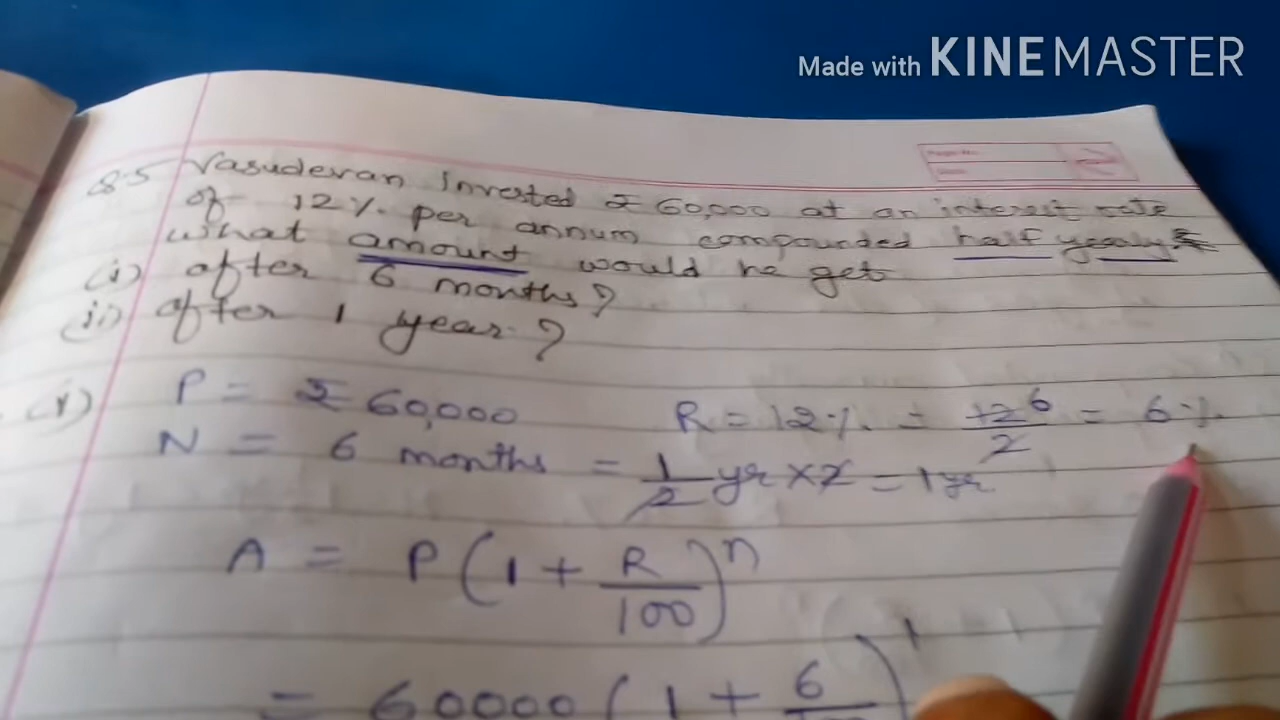 Made with KINEMASTER
Q.5 Vasudevan invested ₹ 60,000 at an interest rate
of 12% per annum compounded half yearly
what amount would he get
(i) after 6 months?
(ii) after 1 year?
(i) P = ₹ 60,000 R = 12% = 12/2 6 = 6%
N = 6 months = 1/2 yr × 2 = 1 yr
A = P(1 + R/100)^n
= 60000(1 + 6